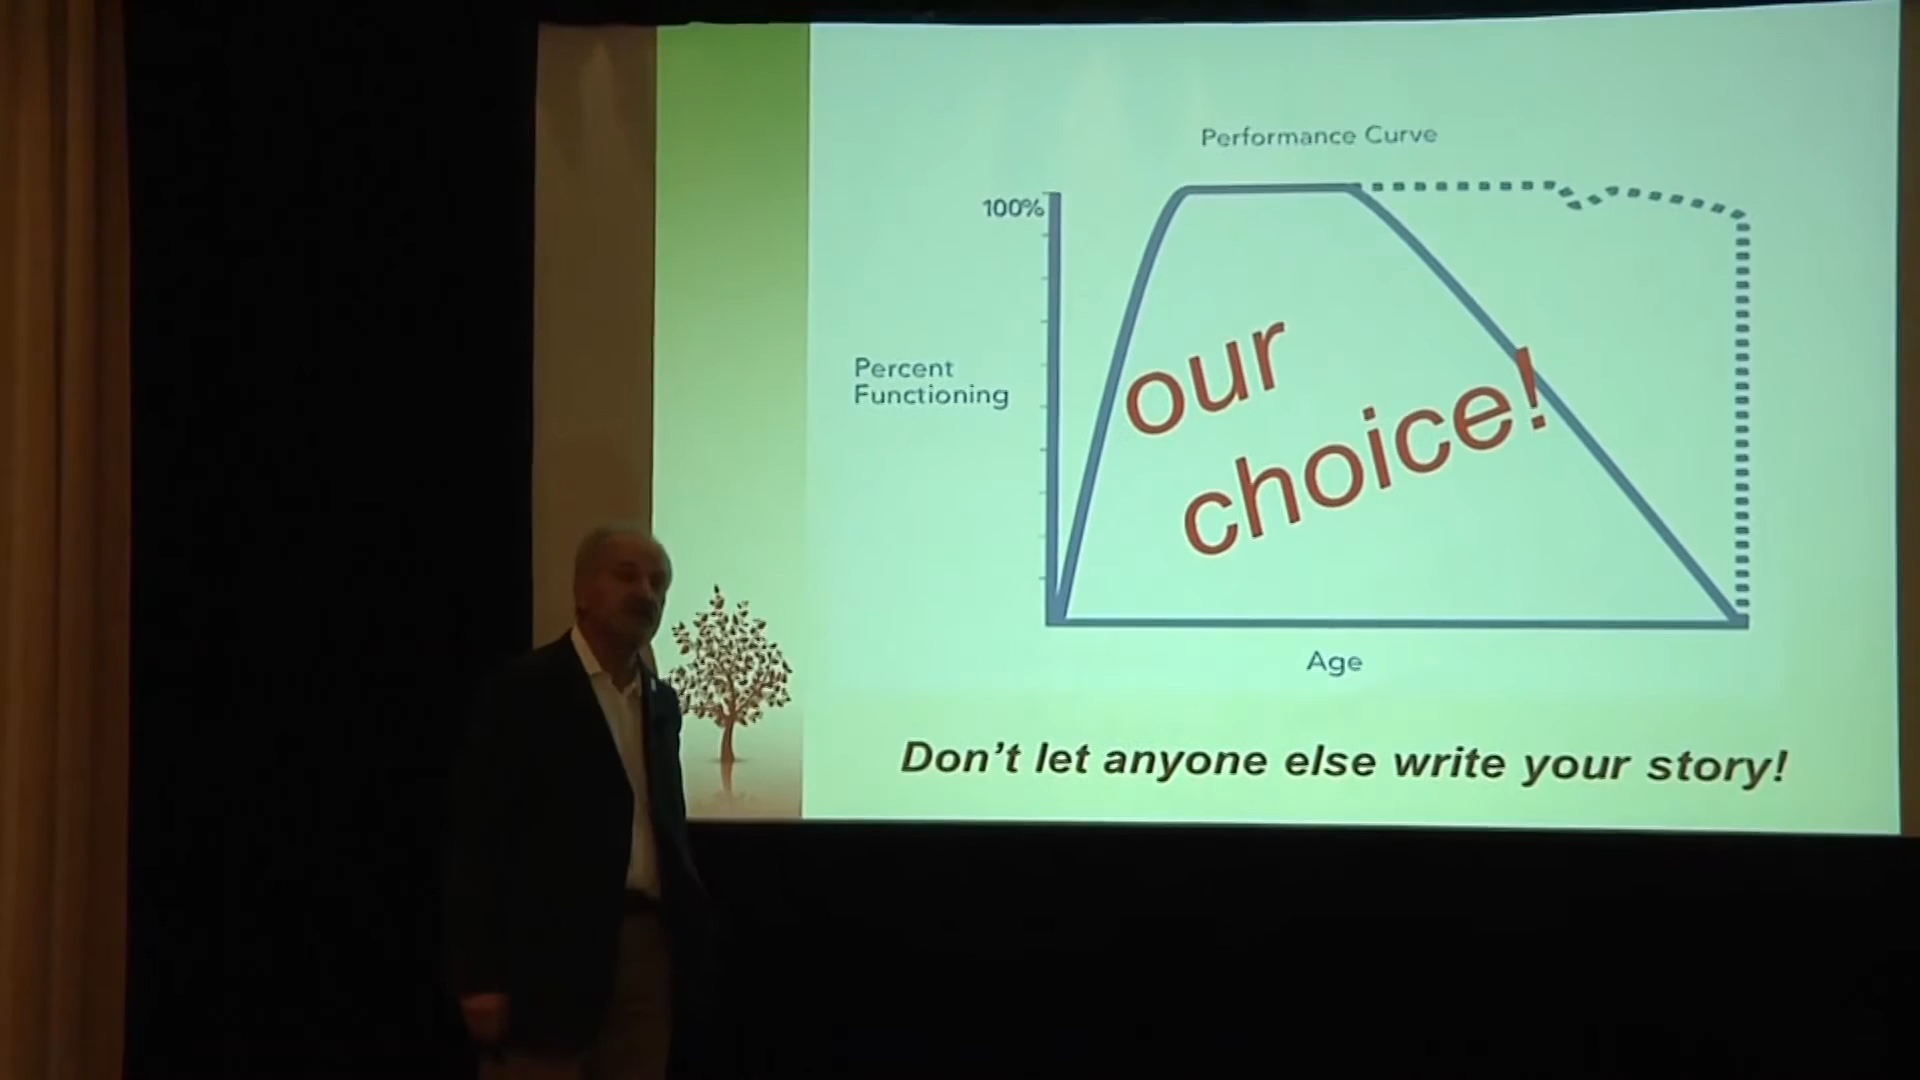 Performance Curve
100%
Percent
Functioning
our
choice!
Age
Don't let anyone else write your story!